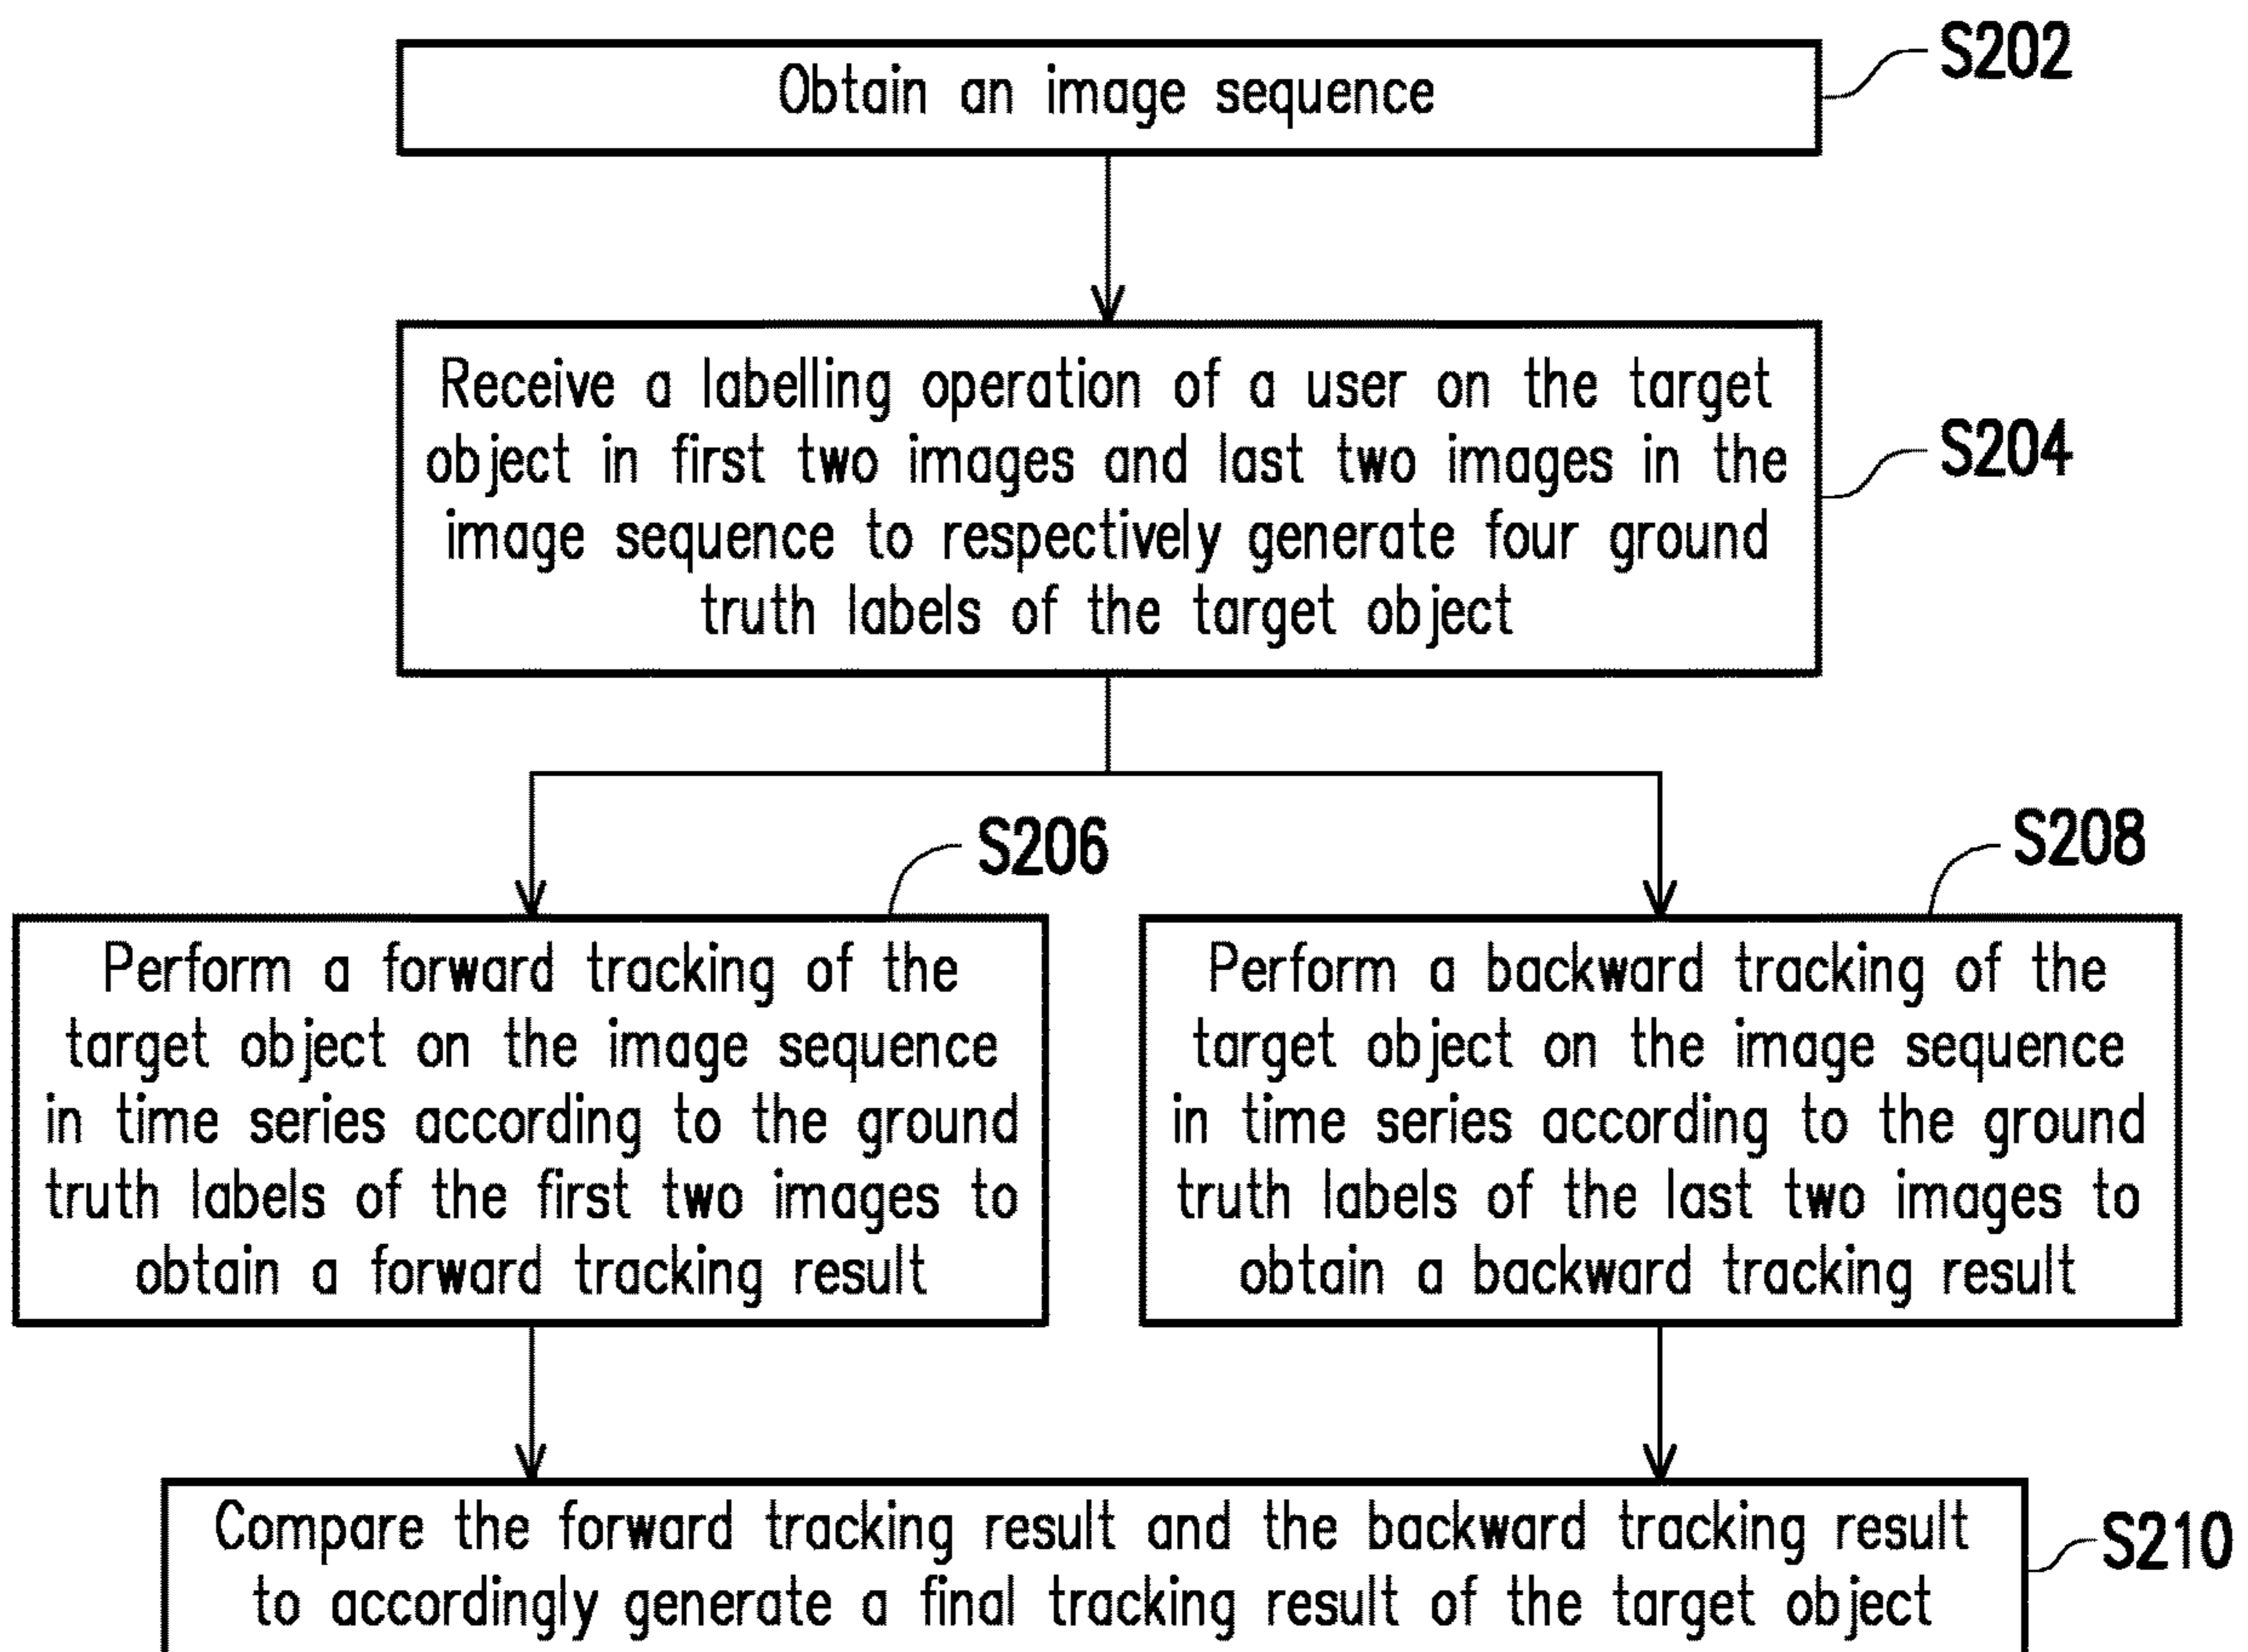 Obtain an image sequence
S202
Receive a labelling operation of a user on the target
object in first two images and last two images in the
image sequence to respectively generate four ground
truth labels of the target object
S204
S206
Perform a forward tracking of the
target object on the image sequence
in time series according to the ground
truth labels of the first two images to
obtain a forward tracking result
S208
Perform a backward tracking of the
target object on the image sequence
in time series according to the ground
truth labels of the last two images to
obtain a backward tracking result
Compare the forward tracking result and the backward tracking result
to accordingly generate a final tracking result of the target object
S210